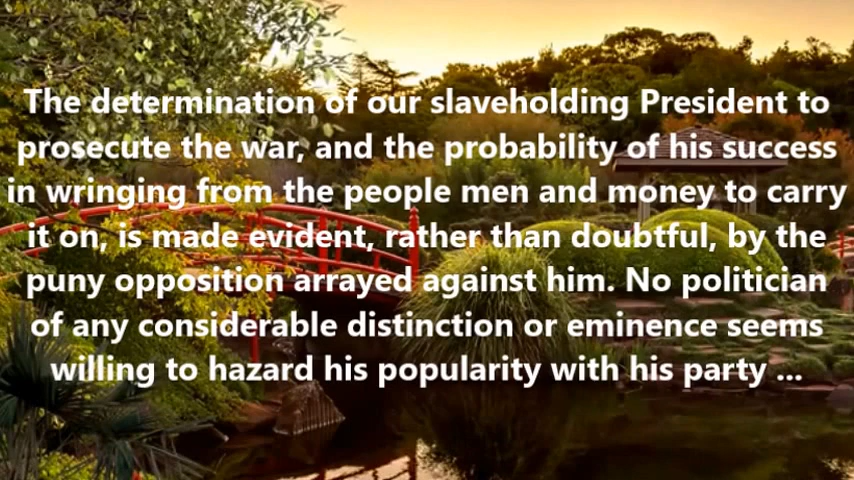 The determination of our slaveholding President to
prosecute the war, and the probability of his success
in wringing from the people men and money to carry
it on, is made evident, rather than doubtful, by the
puny opposition arrayed against him. No politician
of any considerable distinction or eminence seems
willing to hazard his popularity with his party ...